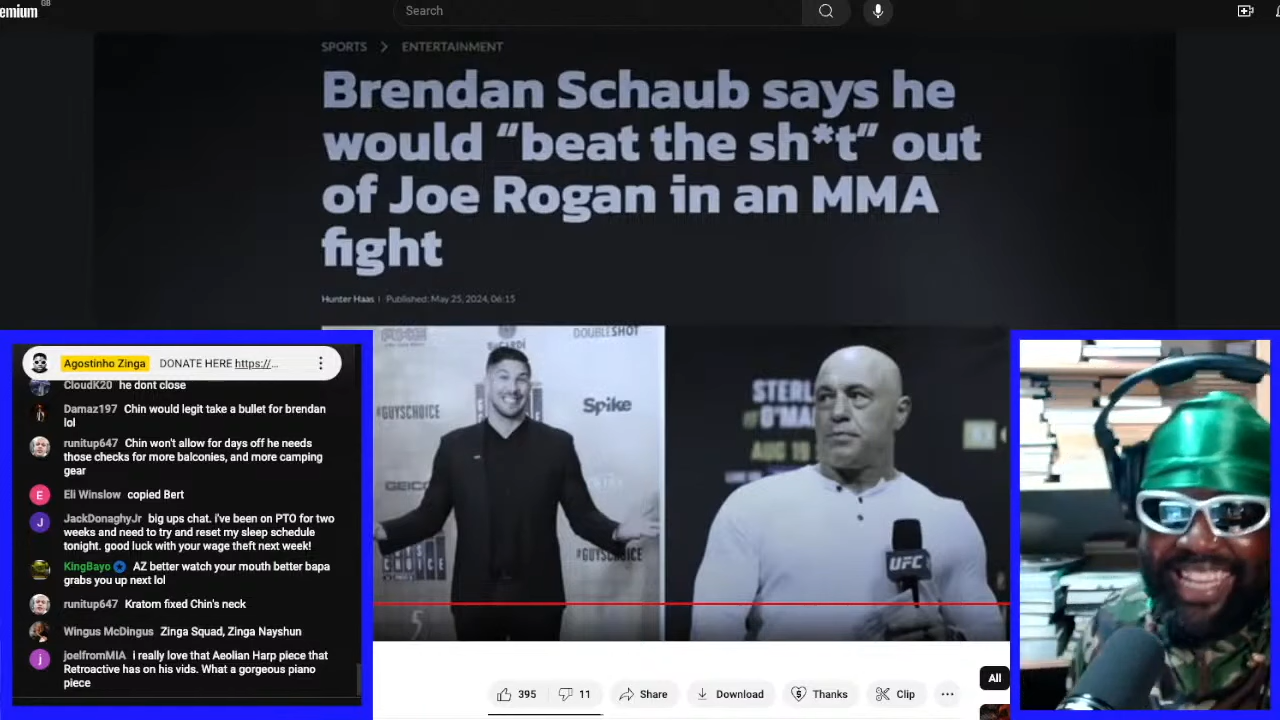 emium GB
Search
SPORTS > ENTERTAINMENT
Brendan Schaub says he
would “beat the sh*t” out
of Joe Rogan in an MMA
fight
Hunter Haas | Published: May 25, 2024, 06:15
DOUBLESHOT
#GUYSCHOICE
Spike
GEICO
#GUYSCHOICE
CHOICE
5
STERL
O'MA
AUG 19
UFC
Agostinho Zinga DONATE HERE https://...
CloudK20 he dont close
Damaz197 Chin would legit take a bullet for brendan
lol
runitup647 Chin won't allow for days off he needs
those checks for more balconies, and more camping
gear
E Eli Winslow copied Bert
J JackDonaghyJr big ups chat. i've been on PTO for two
weeks and need to try and reset my sleep schedule
tonight. good luck with your wage theft next week!
KingBayo AZ better watch your mouth better bapa
grabs you up next lol
runitup647 Kratom fixed Chin's neck
Wingus McDingus Zinga Squad, Zinga Nayshun
j joelfromMIA i really love that Aeolian Harp piece that
Retroactive has on his vids. What a gorgeous piano
piece
All
395 11 Share Download Thanks Clip ...